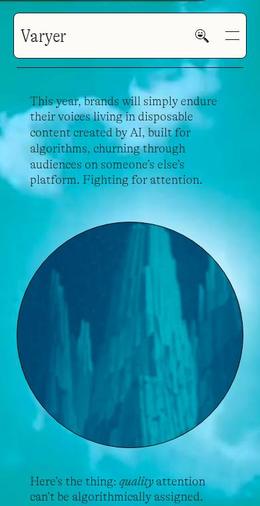 Varyer
This year, brands will simply endure
their voices living in disposable
content created by AI, built for
algorithms, churning through
audiences on someone's else's
platform. Fighting for attention.
Here's the thing: quality attention
can't be algorithmically assigned.